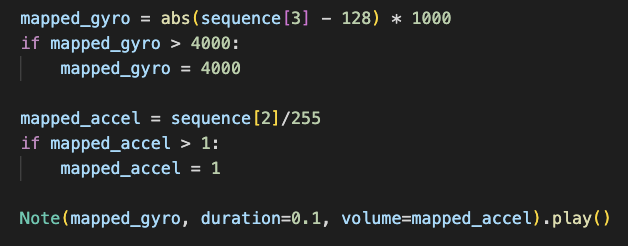 mapped_gyro = abs(sequence[3] - 128) * 1000
if mapped_gyro > 4000:
    mapped_gyro = 4000

mapped_accel = sequence[2]/255
if mapped_accel > 1:
    mapped_accel = 1

Note(mapped_gyro, duration=0.1, volume=mapped_accel).play()